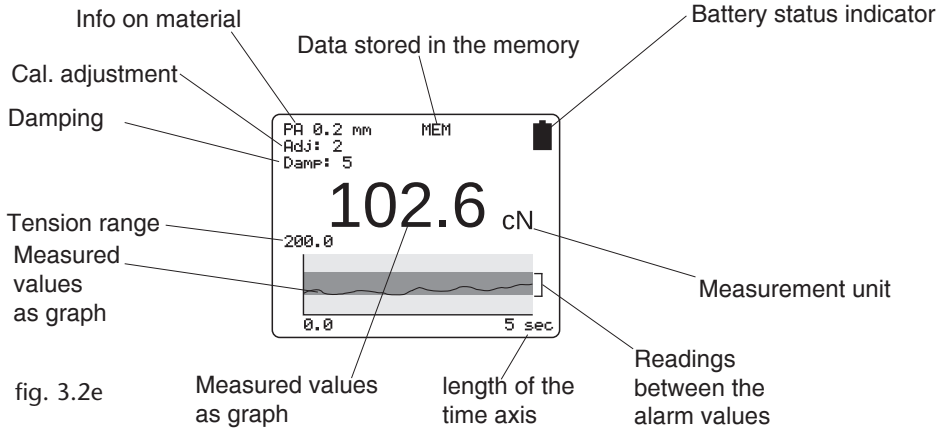 Info on material
Battery status indicator
Data stored in the memory
Cal. adjustment
Damping
PA 0.2 mm
MEM
Adj: 2
Damp: 5
102.6 cN
Tension range
200.0
Measured
values
as graph
Measurement unit
0.0
5 sec
fig. 3.2e
Measured values
as graph
length of the
time axis
Readings
between the
alarm values